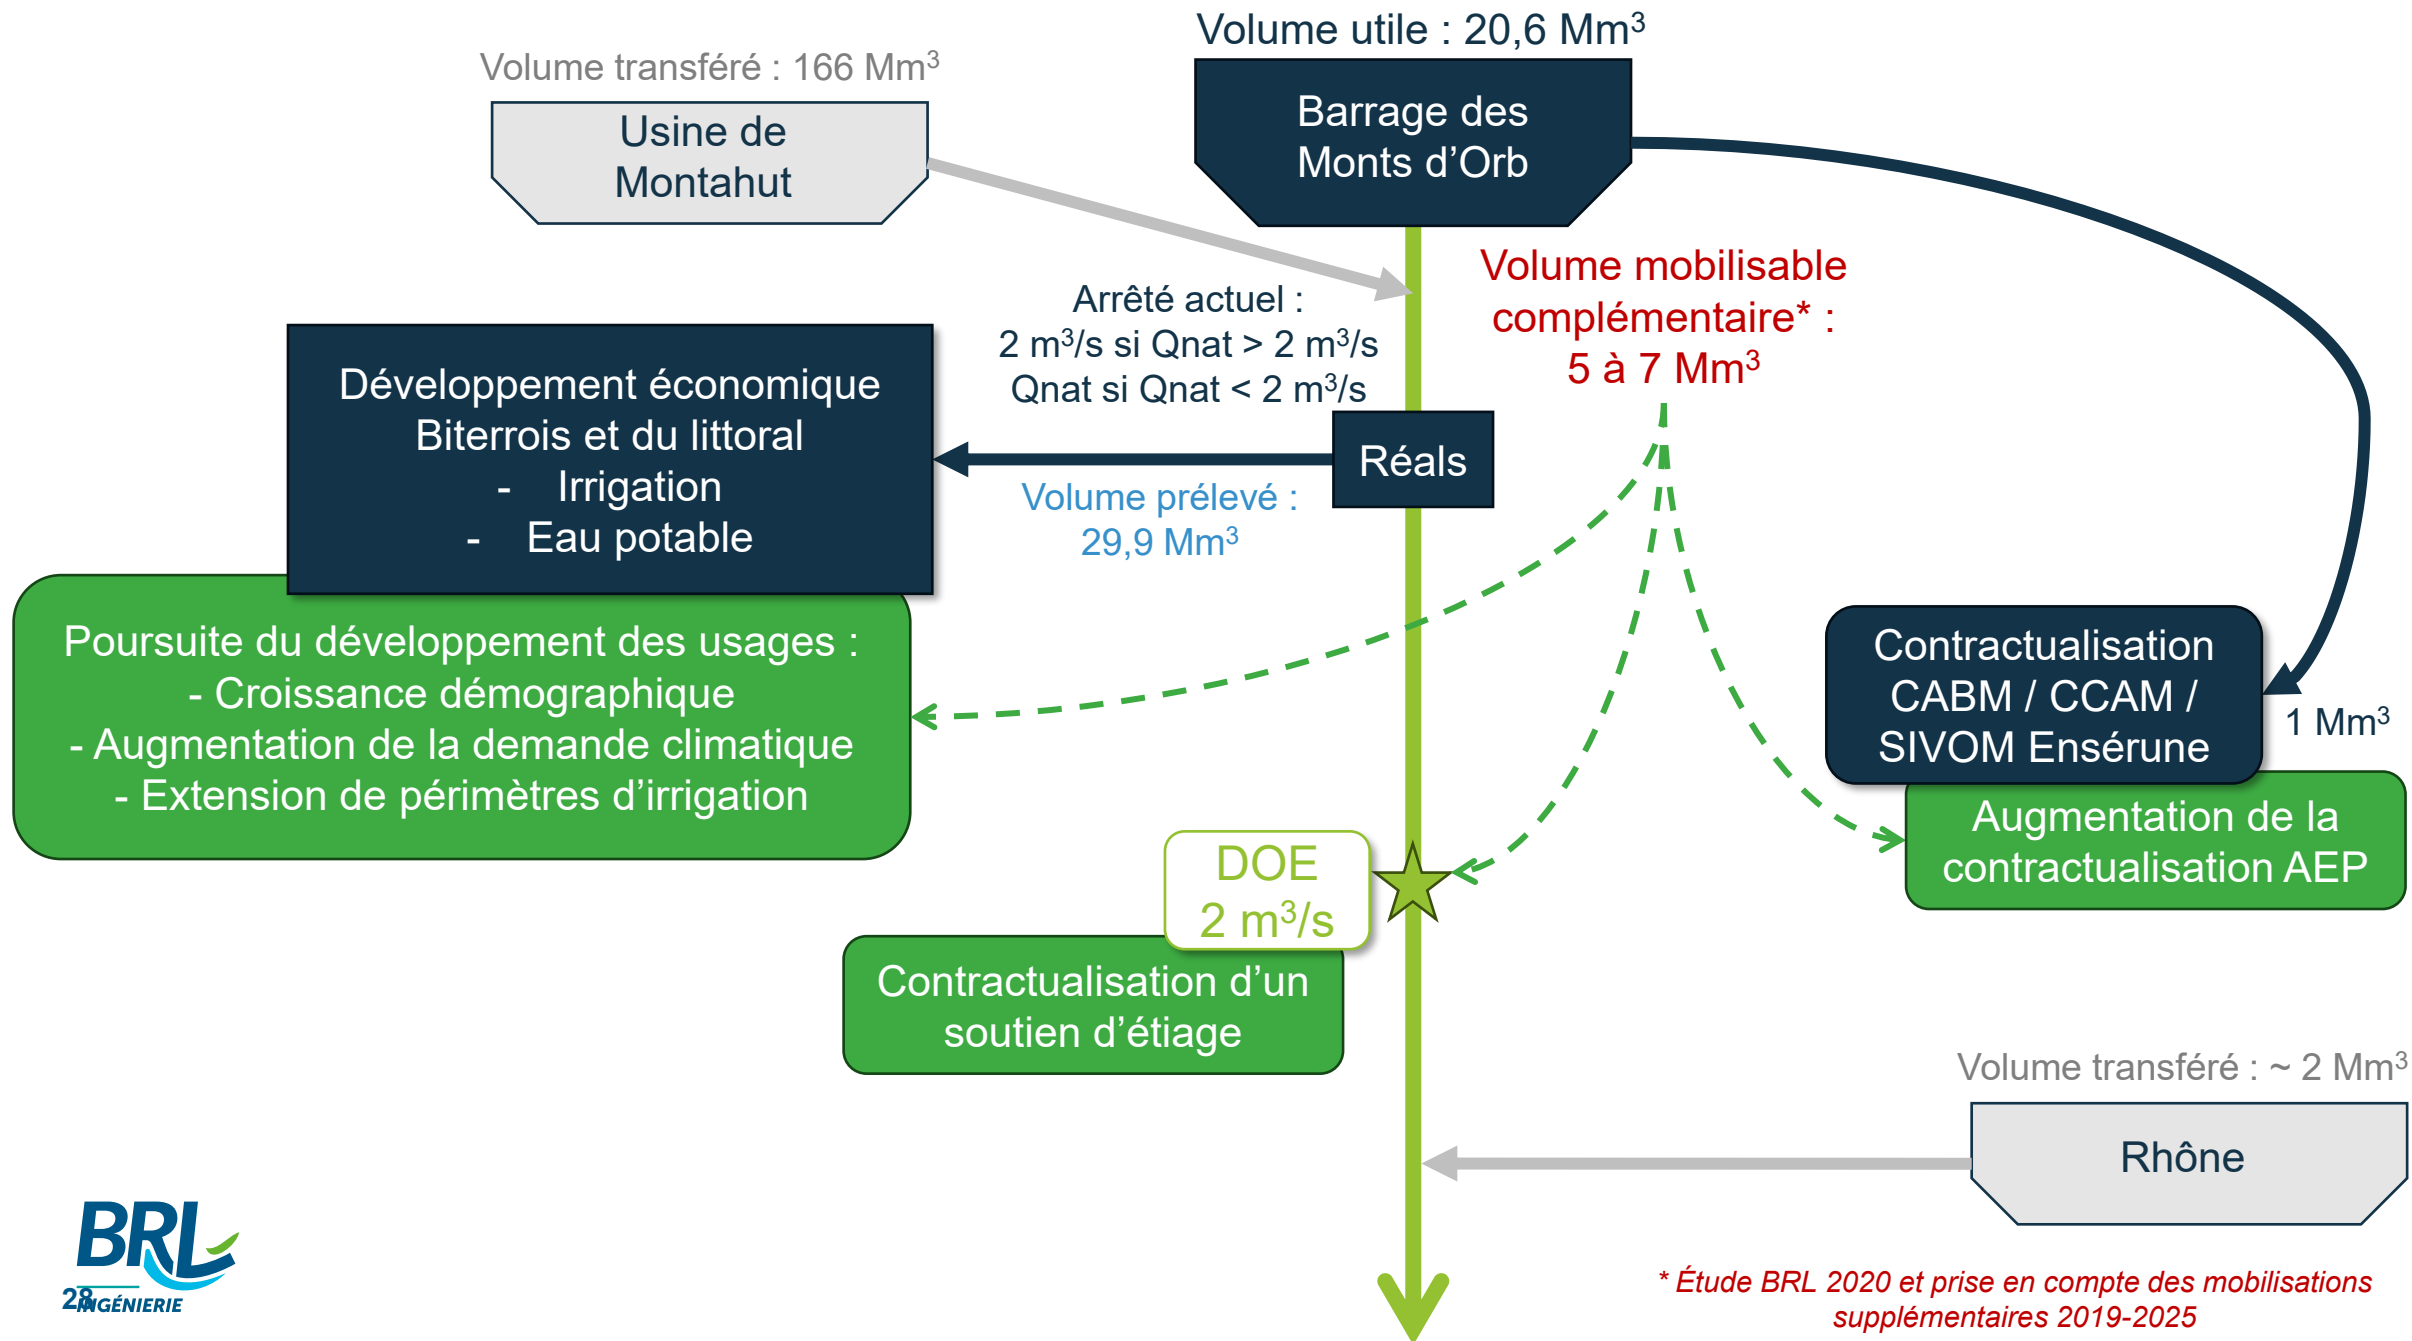 Volume utile : 20,6 Mm³
Volume transféré : 166 Mm³
Usine de
Montahut
Barrage des
Monts d’Orb
Volume mobilisable
complémentaire* :
5 à 7 Mm³
Arrêté actuel :
2 m³/s si Qnat > 2 m³/s
Qnat si Qnat < 2 m³/s
Développement économique
Biterrois et du littoral
- Irrigation
- Eau potable
Réals
Volume prélevé :
29,9 Mm³
Poursuite du développement des usages :
- Croissance démographique
- Augmentation de la demande climatique
- Extension de périmètres d’irrigation
Contractualisation
CABM / CCAM /
SIVOM Ensérune
1 Mm³
Augmentation de la
contractualisation AEP
DOE
2 m³/s
Contractualisation d’un
soutien d’étiage
Volume transféré : ~ 2 Mm³
Rhône
BRL
INGÉNIERIE
28
* Étude BRL 2020 et prise en compte des mobilisations
supplémentaires 2019-2025